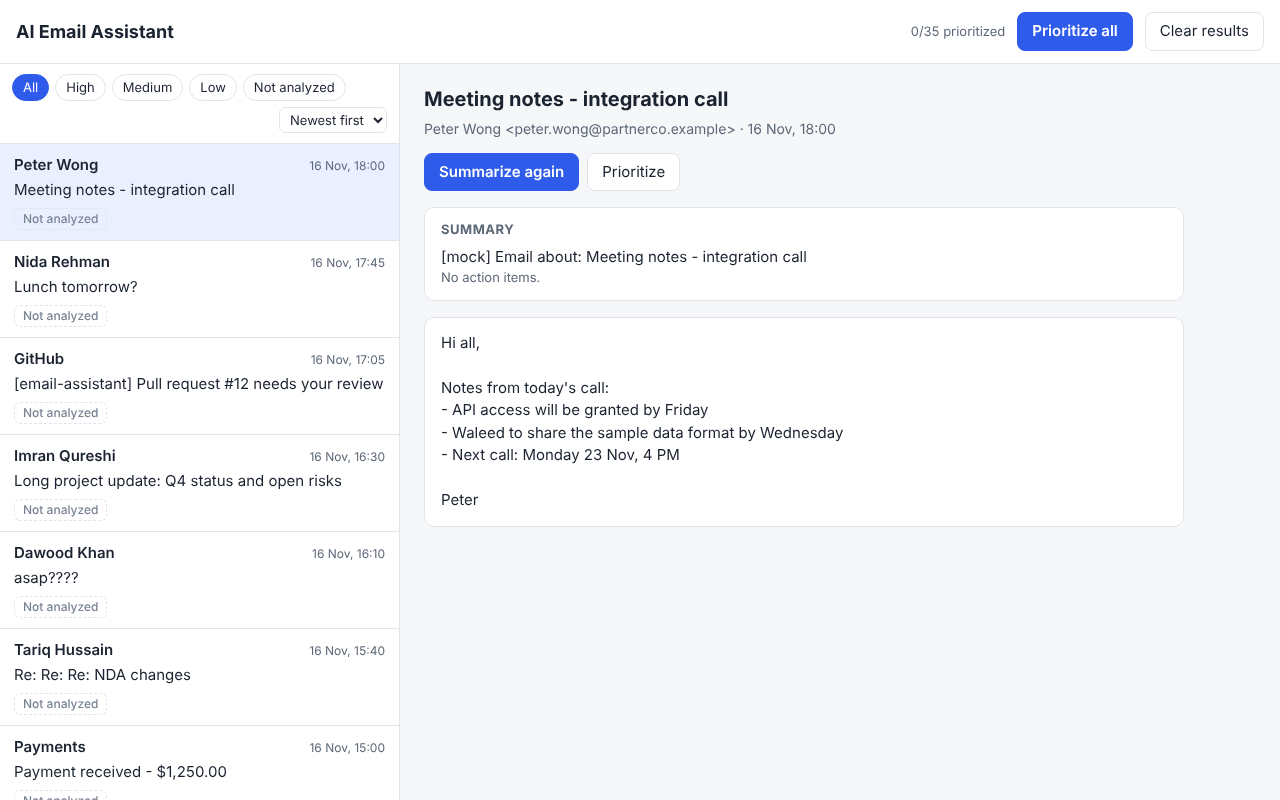 AI Email Assistant
0/35 prioritized
Prioritize all
Clear results
All
High
Medium
Low
Not analyzed
Newest first
Peter Wong
16 Nov, 18:00
Meeting notes - integration call
Not analyzed
Nida Rehman
16 Nov, 17:45
Lunch tomorrow?
Not analyzed
GitHub
16 Nov, 17:05
[email-assistant] Pull request #12 needs your review
Not analyzed
Imran Qureshi
16 Nov, 16:30
Long project update: Q4 status and open risks
Not analyzed
Dawood Khan
16 Nov, 16:10
asap????
Not analyzed
Tariq Hussain
16 Nov, 15:40
Re: Re: Re: NDA changes
Not analyzed
Payments
16 Nov, 15:00
Payment received - $1,250.00
Not analyzed
Meeting notes - integration call
Peter Wong <peter.wong@partnerco.example> · 16 Nov, 18:00
Summarize again
Prioritize
SUMMARY
[mock] Email about: Meeting notes - integration call
No action items.
Hi all,
Notes from today's call:
- API access will be granted by Friday
- Waleed to share the sample data format by Wednesday
- Next call: Monday 23 Nov, 4 PM
Peter